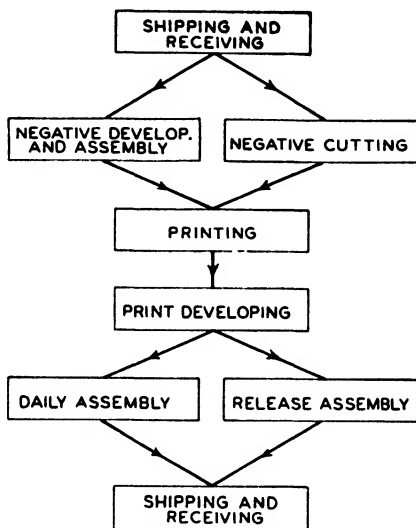 SHIPPING AND
RECEIVING
NEGATIVE DEVELOP.
AND ASSEMBLY
NEGATIVE CUTTING
PRINTING
PRINT DEVELOPING
DAILY ASSEMBLY
RELEASE ASSEMBLY
SHIPPING AND
RECEIVING